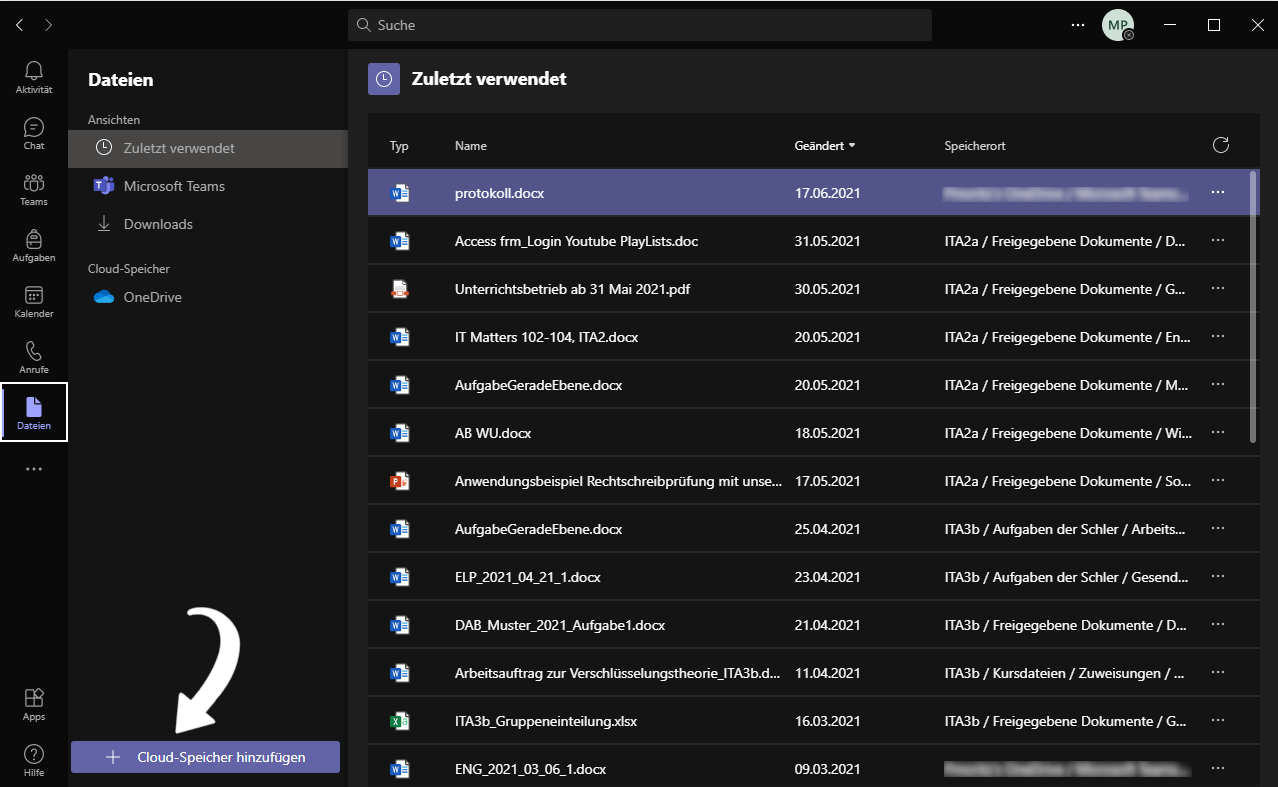 Suche
MP
Aktivität
Chat
Teams
Aufgaben
Kalender
Anrufe
Dateien
Apps
Hilfe
Dateien
Ansichten
Zuletzt verwendet
Microsoft Teams
Downloads
Cloud-Speicher
OneDrive
Cloud-Speicher hinzufügen
Zuletzt verwendet
Typ Name Geändert Speicherort
protokoll.docx 17.06.2021
Access frm_Login Youtube PlayLists.doc 31.05.2021 ITA2a / Freigegebene Dokumente / D...
Unterrichtsbetrieb ab 31 Mai 2021.pdf 30.05.2021 ITA2a / Freigegebene Dokumente / G...
IT Matters 102-104, ITA2.docx 20.05.2021 ITA2a / Freigegebene Dokumente / En...
AufgabeGeradeEbene.docx 20.05.2021 ITA2a / Freigegebene Dokumente / M...
AB WU.docx 18.05.2021 ITA2a / Freigegebene Dokumente / Wi...
Anwendungsbeispiel Rechtschreibprüfung mit unse... 17.05.2021 ITA2a / Freigegebene Dokumente / So...
AufgabeGeradeEbene.docx 25.04.2021 ITA3b / Aufgaben der Schler / Arbeits...
ELP_2021_04_21_1.docx 23.04.2021 ITA3b / Aufgaben der Schler / Gesend...
DAB_Muster_2021_Aufgabe1.docx 21.04.2021 ITA3b / Freigegebene Dokumente / D...
Arbeitsauftrag zur Verschlüsselungstheorie_ITA3b.d... 11.04.2021 ITA3b / Kursdateien / Zuweisungen / ...
ITA3b_Gruppeneinteilung.xlsx 16.03.2021 ITA3b / Freigegebene Dokumente / G...
ENG_2021_03_06_1.docx 09.03.2021